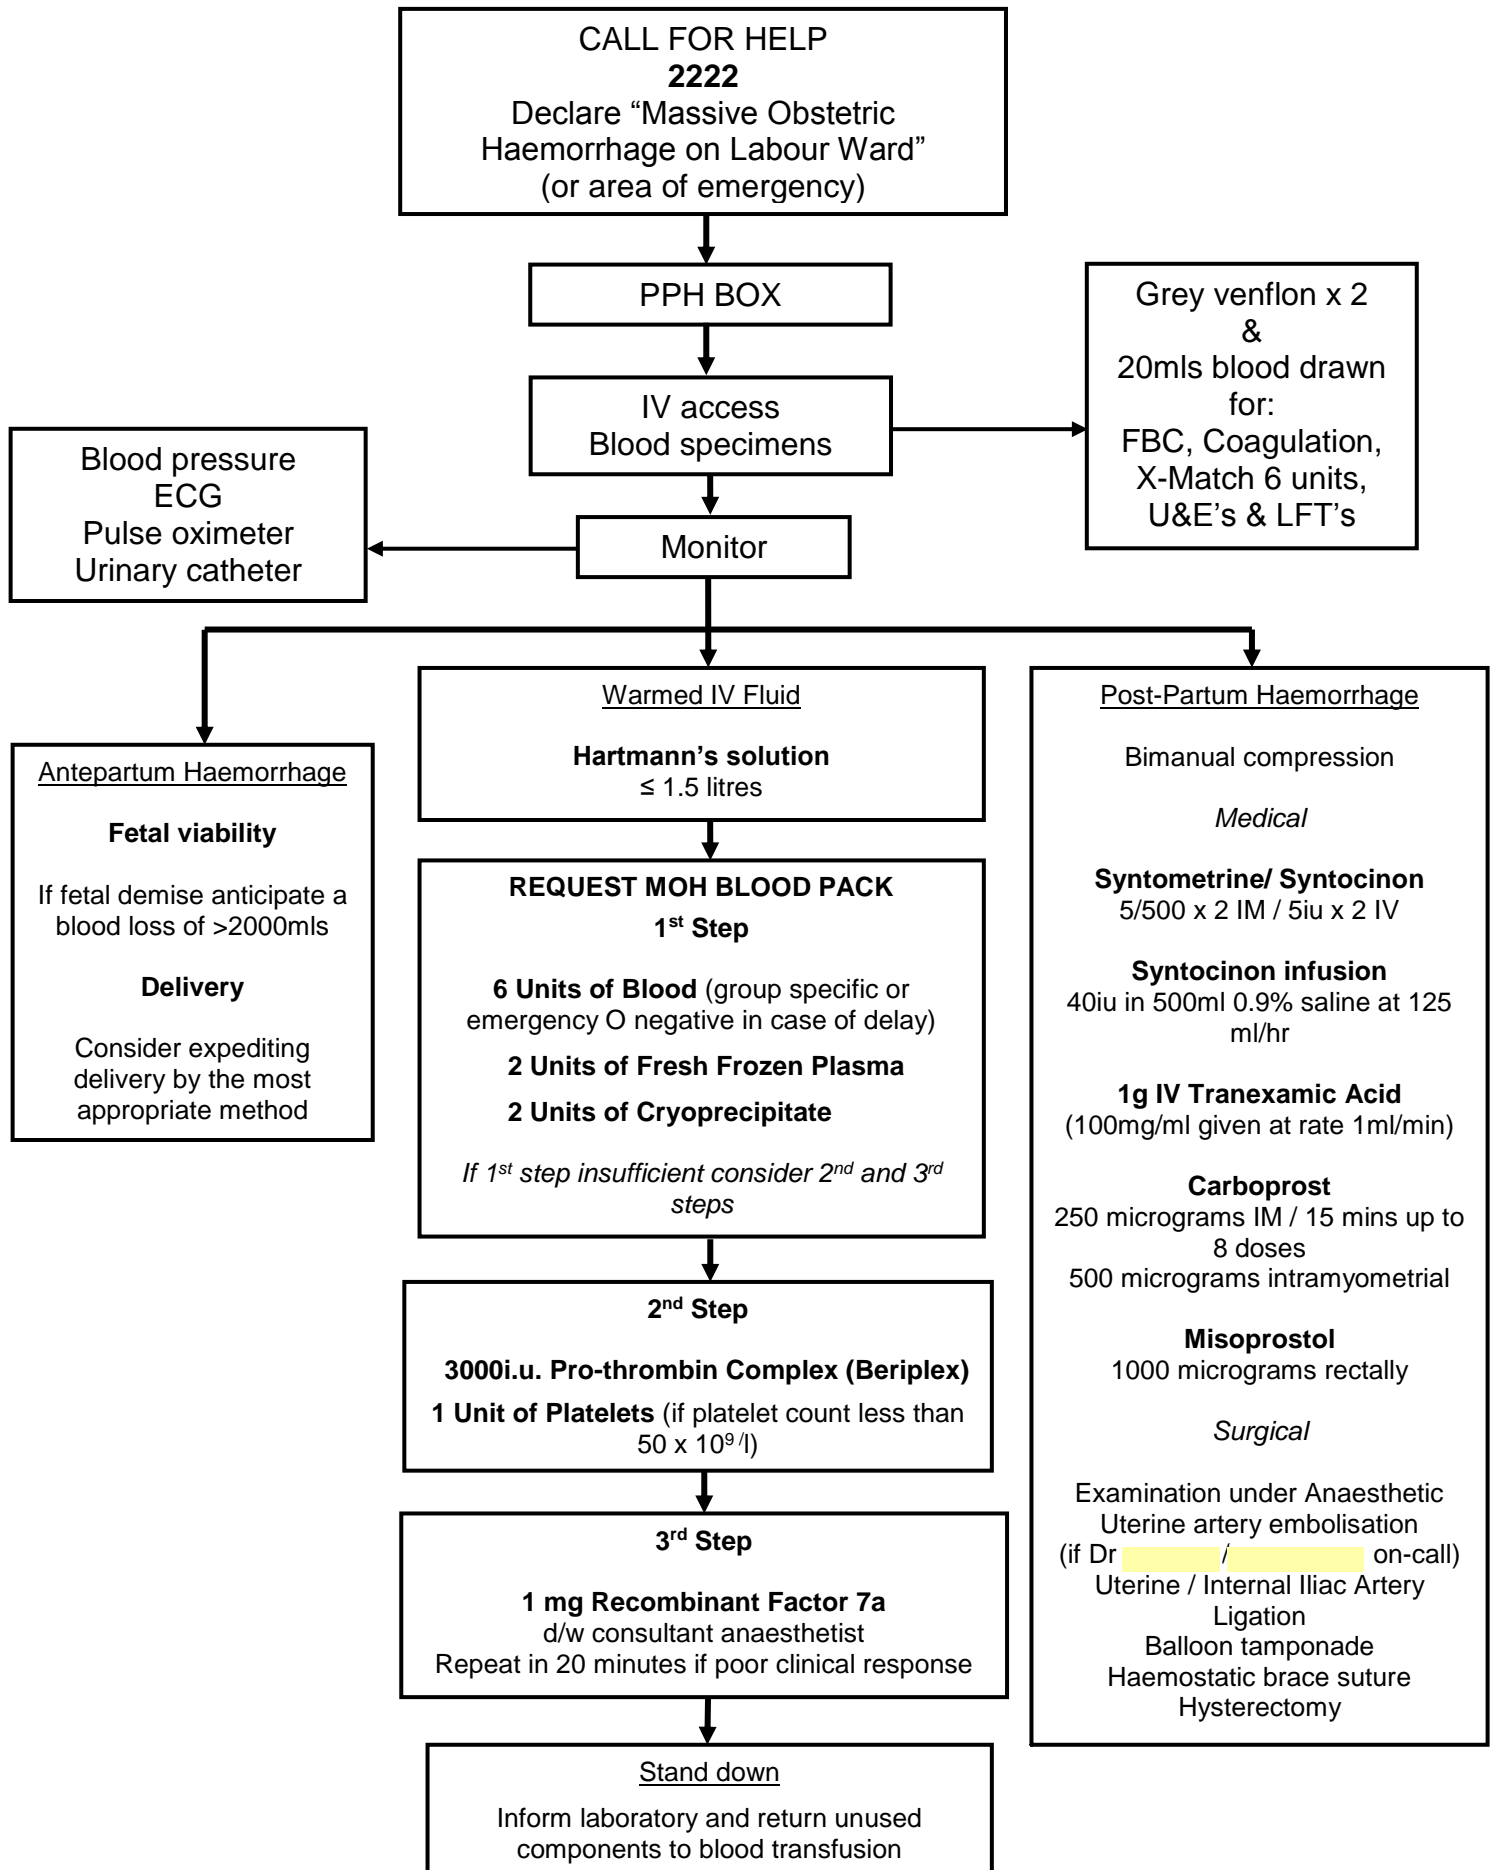 CALL FOR HELP
2222
Declare “Massive Obstetric
Haemorrhage on Labour Ward”
(or area of emergency)
PPH BOX
IV access
Blood specimens
Grey venflon x 2
&
20mls blood drawn
for:
FBC, Coagulation,
X-Match 6 units,
U&E’s & LFT’s
Monitor
Blood pressure
ECG
Pulse oximeter
Urinary catheter
Antepartum Haemorrhage
Fetal viability
If fetal demise anticipate a
blood loss of >2000mls
Delivery
Consider expediting
delivery by the most
appropriate method
Warmed IV Fluid
Hartmann’s solution
≤ 1.5 litres
REQUEST MOH BLOOD PACK
1st Step
6 Units of Blood (group specific or
emergency O negative in case of delay)
2 Units of Fresh Frozen Plasma
2 Units of Cryoprecipitate
If 1st step insufficient consider 2nd and 3rd
steps
2nd Step
3000i.u. Pro-thrombin Complex (Beriplex)
1 Unit of Platelets (if platelet count less than
50 x 10⁹ᐟl)
3rd Step
1 mg Recombinant Factor 7a
d/w consultant anaesthetist
Repeat in 20 minutes if poor clinical response
Stand down
Inform laboratory and return unused
components to blood transfusion
Post-Partum Haemorrhage
Bimanual compression
Medical
Syntometrine/ Syntocinon
5/500 x 2 IM / 5iu x 2 IV
Syntocinon infusion
40iu in 500ml 0.9% saline at 125
ml/hr
1g IV Tranexamic Acid
(100mg/ml given at rate 1ml/min)
Carboprost
250 micrograms IM / 15 mins up to
8 doses
500 micrograms intramyometrial
Misoprostol
1000 micrograms rectally
Surgical
Examination under Anaesthetic
Uterine artery embolisation
(if Dr / on-call)
Uterine / Internal Iliac Artery
Ligation
Balloon tamponade
Haemostatic brace suture
Hysterectomy